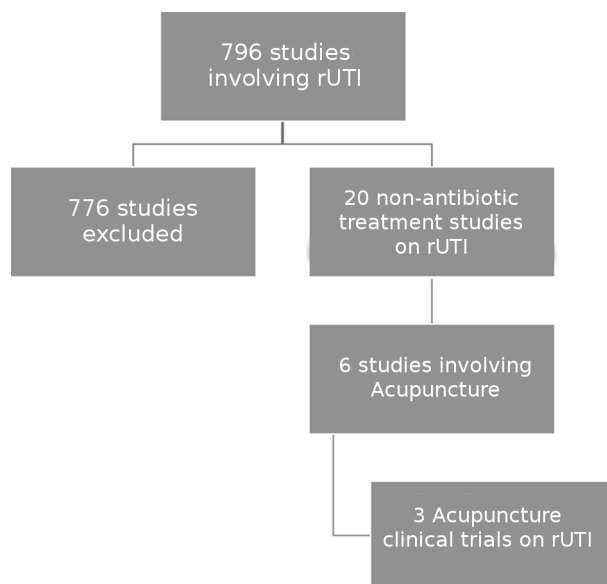 796 studies
involving rUTI
776 studies
excluded
20 non-antibiotic
treatment studies
on rUTI
6 studies involving
Acupuncture
3 Acupuncture
clinical trials on rUTI